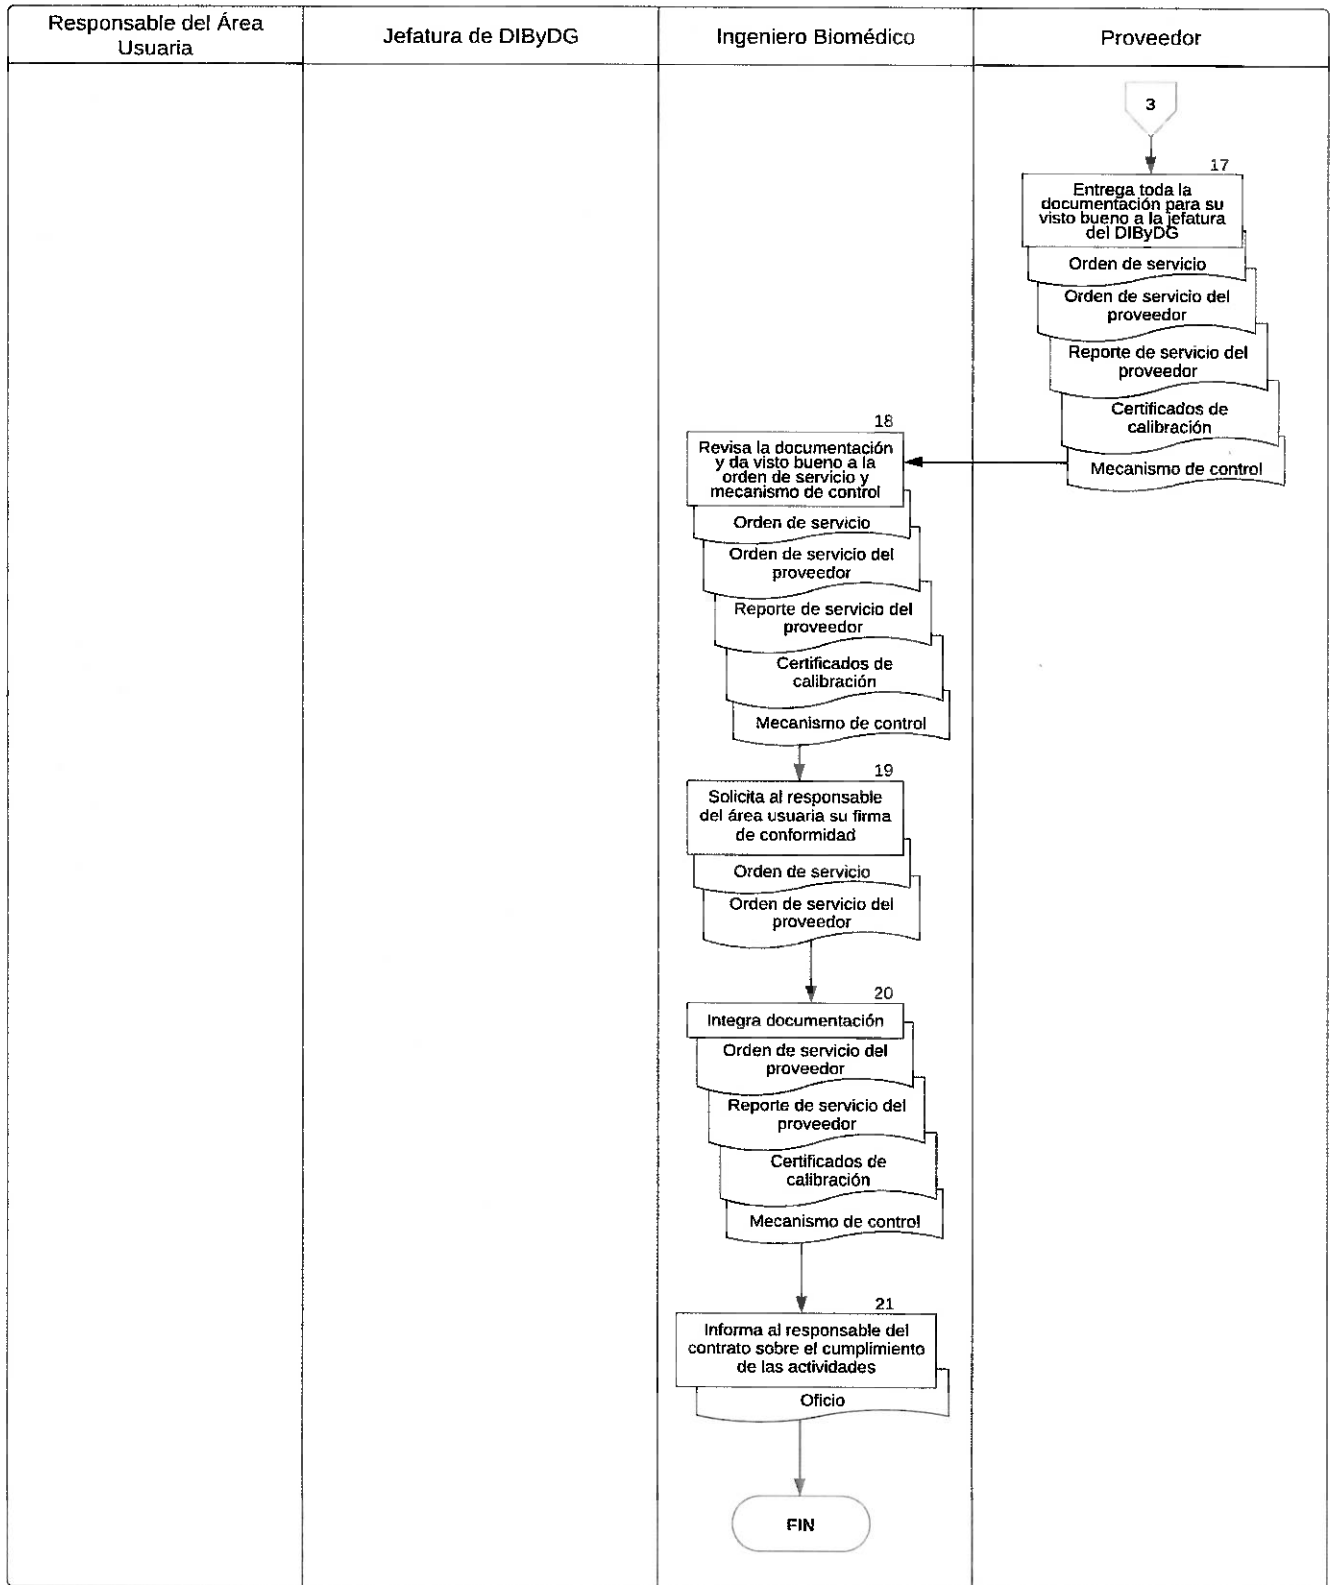 Responsable del Área
Usuaria
Jefatura de DIByDG
Ingeniero Biomédico
Proveedor
3
17
Entrega toda la
documentación para su
visto bueno a la jefatura
del DIByDG
Orden de servicio
Orden de servicio del
proveedor
Reporte de servicio del
proveedor
Certificados de
calibración
Mecanismo de control
18
Revisa la documentación
y da visto bueno a la
orden de servicio y
mecanismo de control
Orden de servicio
Orden de servicio del
proveedor
Reporte de servicio del
proveedor
Certificados de
calibración
Mecanismo de control
19
Solicita al responsable
del área usuaria su firma
de conformidad
Orden de servicio
Orden de servicio del
proveedor
20
Integra documentación
Orden de servicio del
proveedor
Reporte de servicio del
proveedor
Certificados de
calibración
Mecanismo de control
21
Informa al responsable del
contrato sobre el cumplimiento
de las actividades
Oficio
FIN